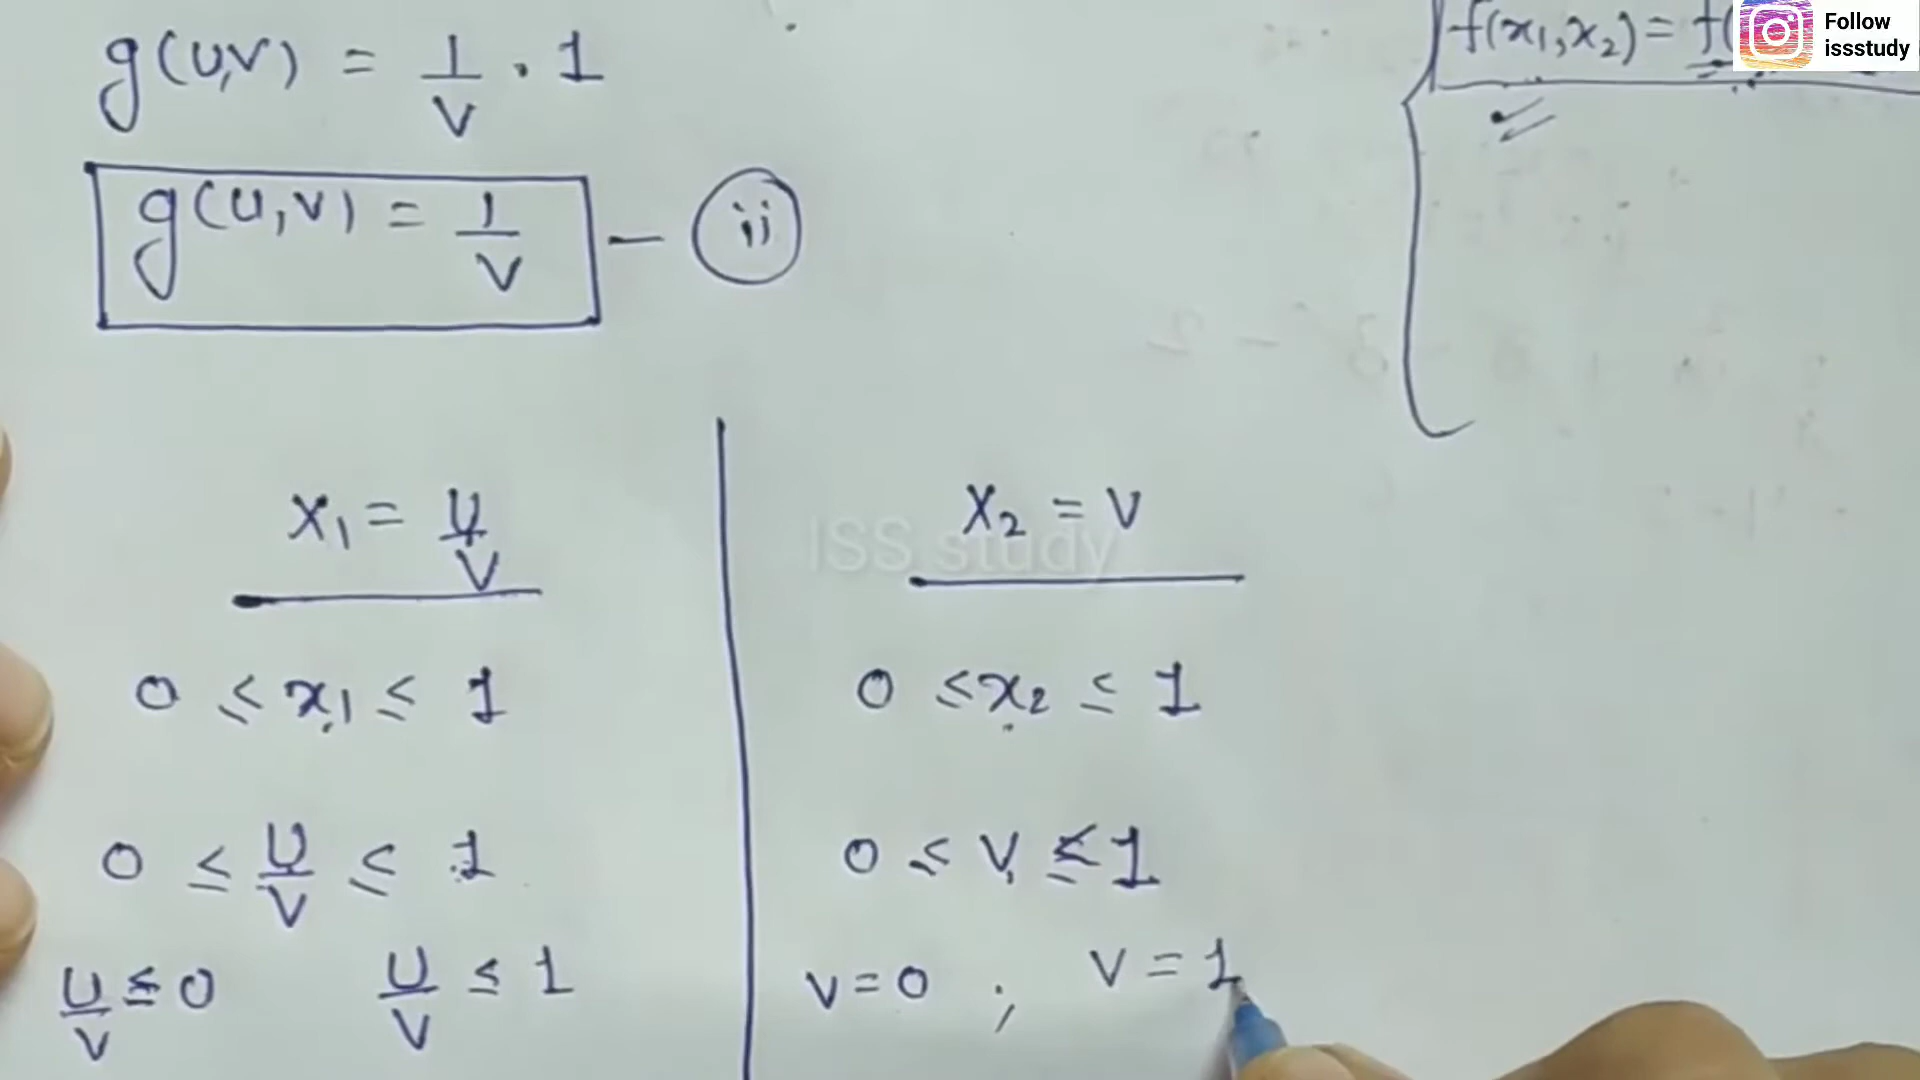 g(u,v) = 1/v . 1
g(u,v) = 1/v — ii
f(x₁,x₂) = f(
Follow
issstudy
ISS study
X₁ = u/v
0 ≤ x₁ ≤ 1
0 ≤ u/v ≤ 1
u/v ≤ 0 u/v ≤ 1
X₂ = v
0 ≤ x₂ ≤ 1
0 ≤ v ≤ 1
v = 0 ; v = 1